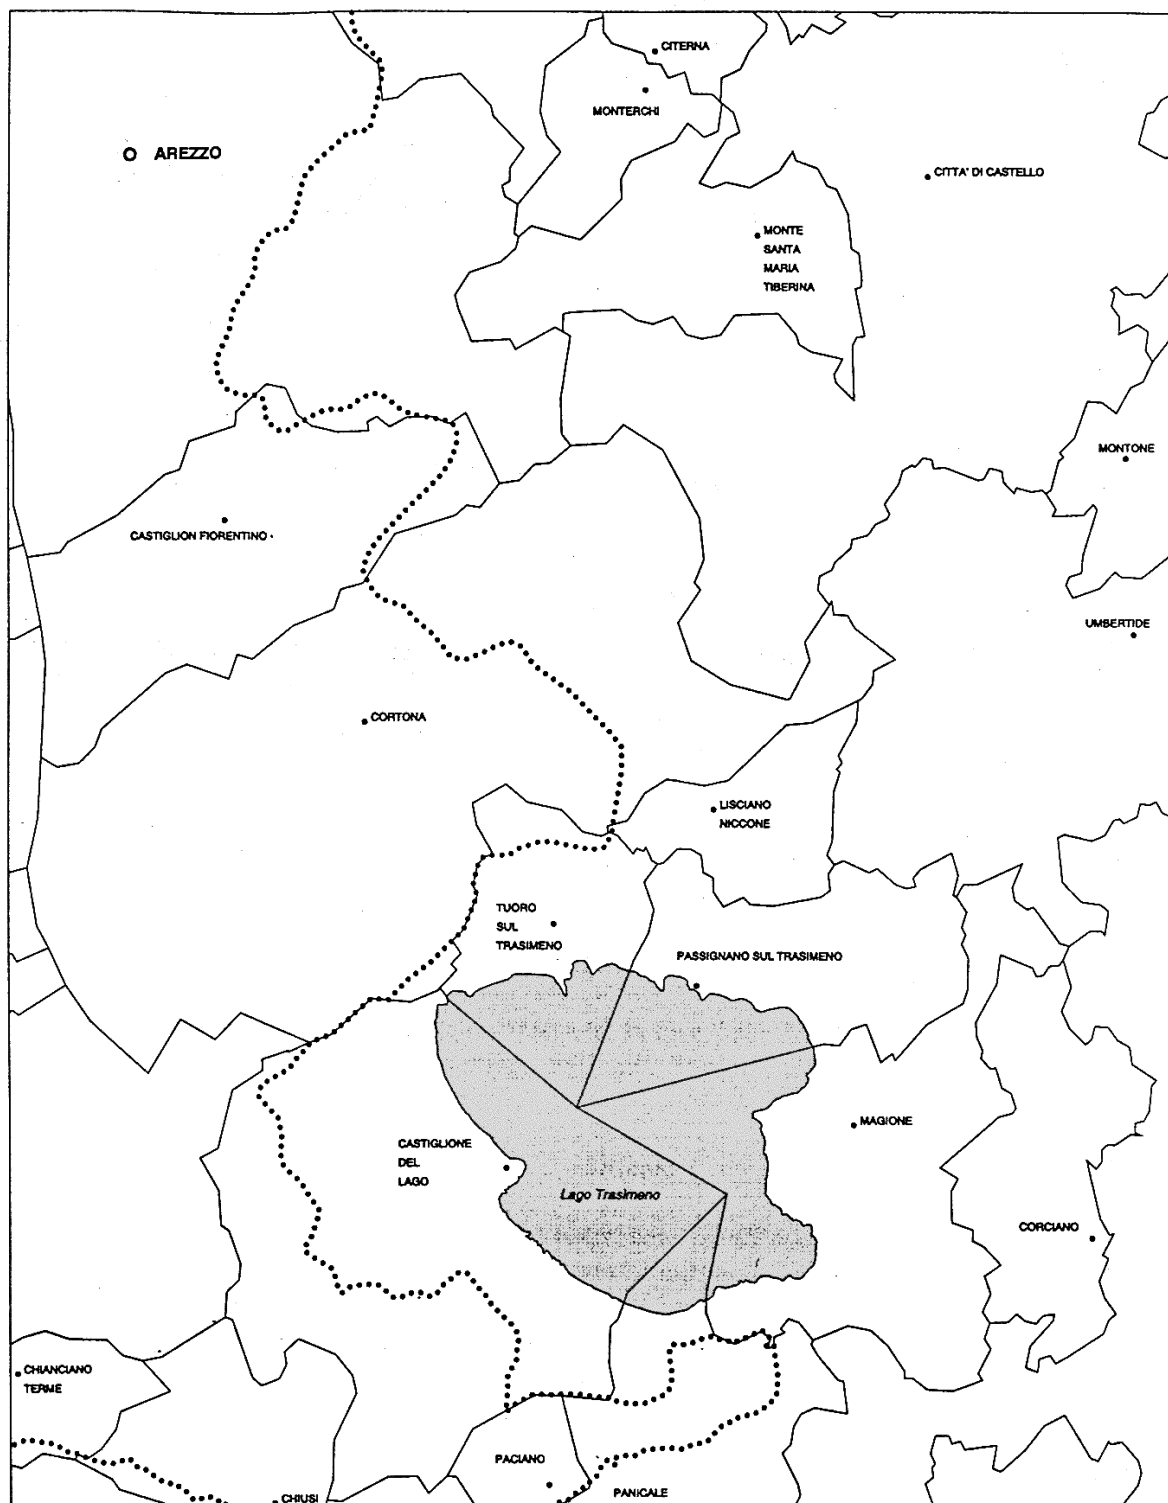 CITERNA
MONTERCHI
AREZZO
CITTA' DI CASTELLO
MONTE
SANTA
MARIA
TIBERINA
MONTONE
CASTIGLION FIORENTINO
UMBERTIDE
CORTONA
LISCIANO
NICCONE
TUORO
SUL
TRASIMENO
PASSIGNANO SUL TRASIMENO
MAGIONE
CASTIGLIONE
DEL
LAGO
Lago Trasimeno
CORCIANO
CHIANCIANO
TERME
PACIANO
PANICALE
CHIUSI